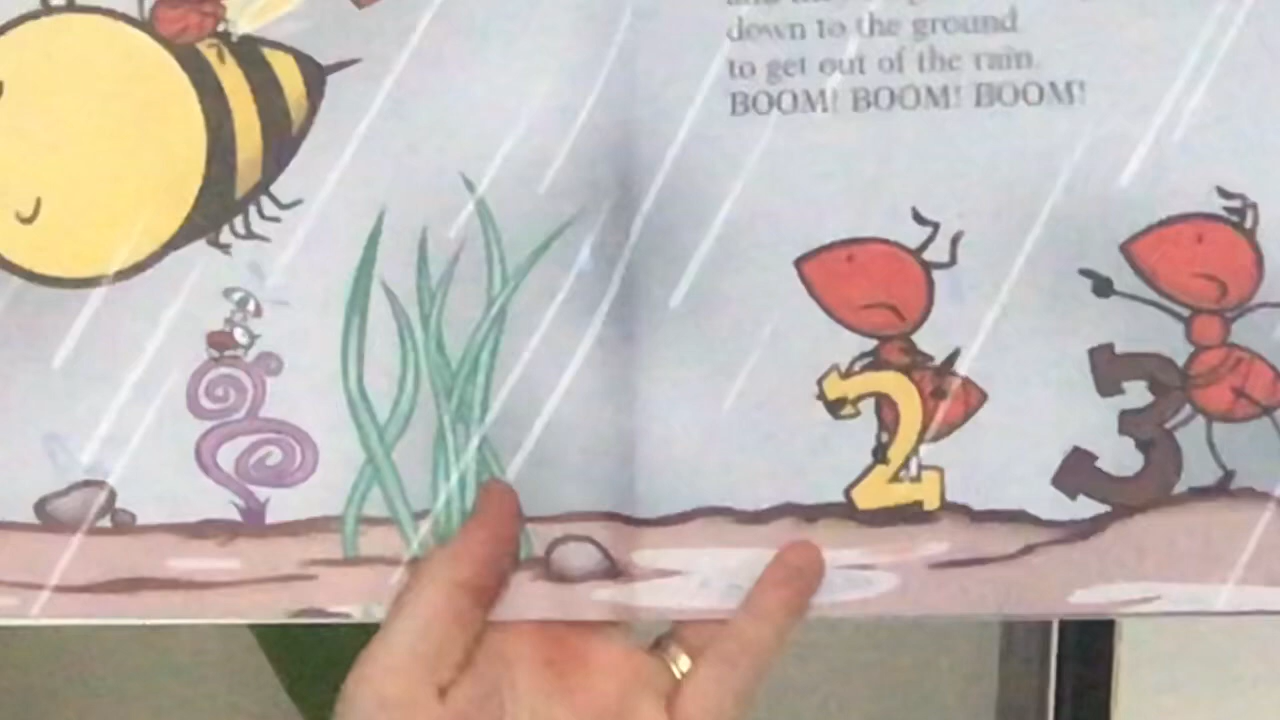 down to the ground
to get out of the rain.
BOOM! BOOM! BOOM!
2
3